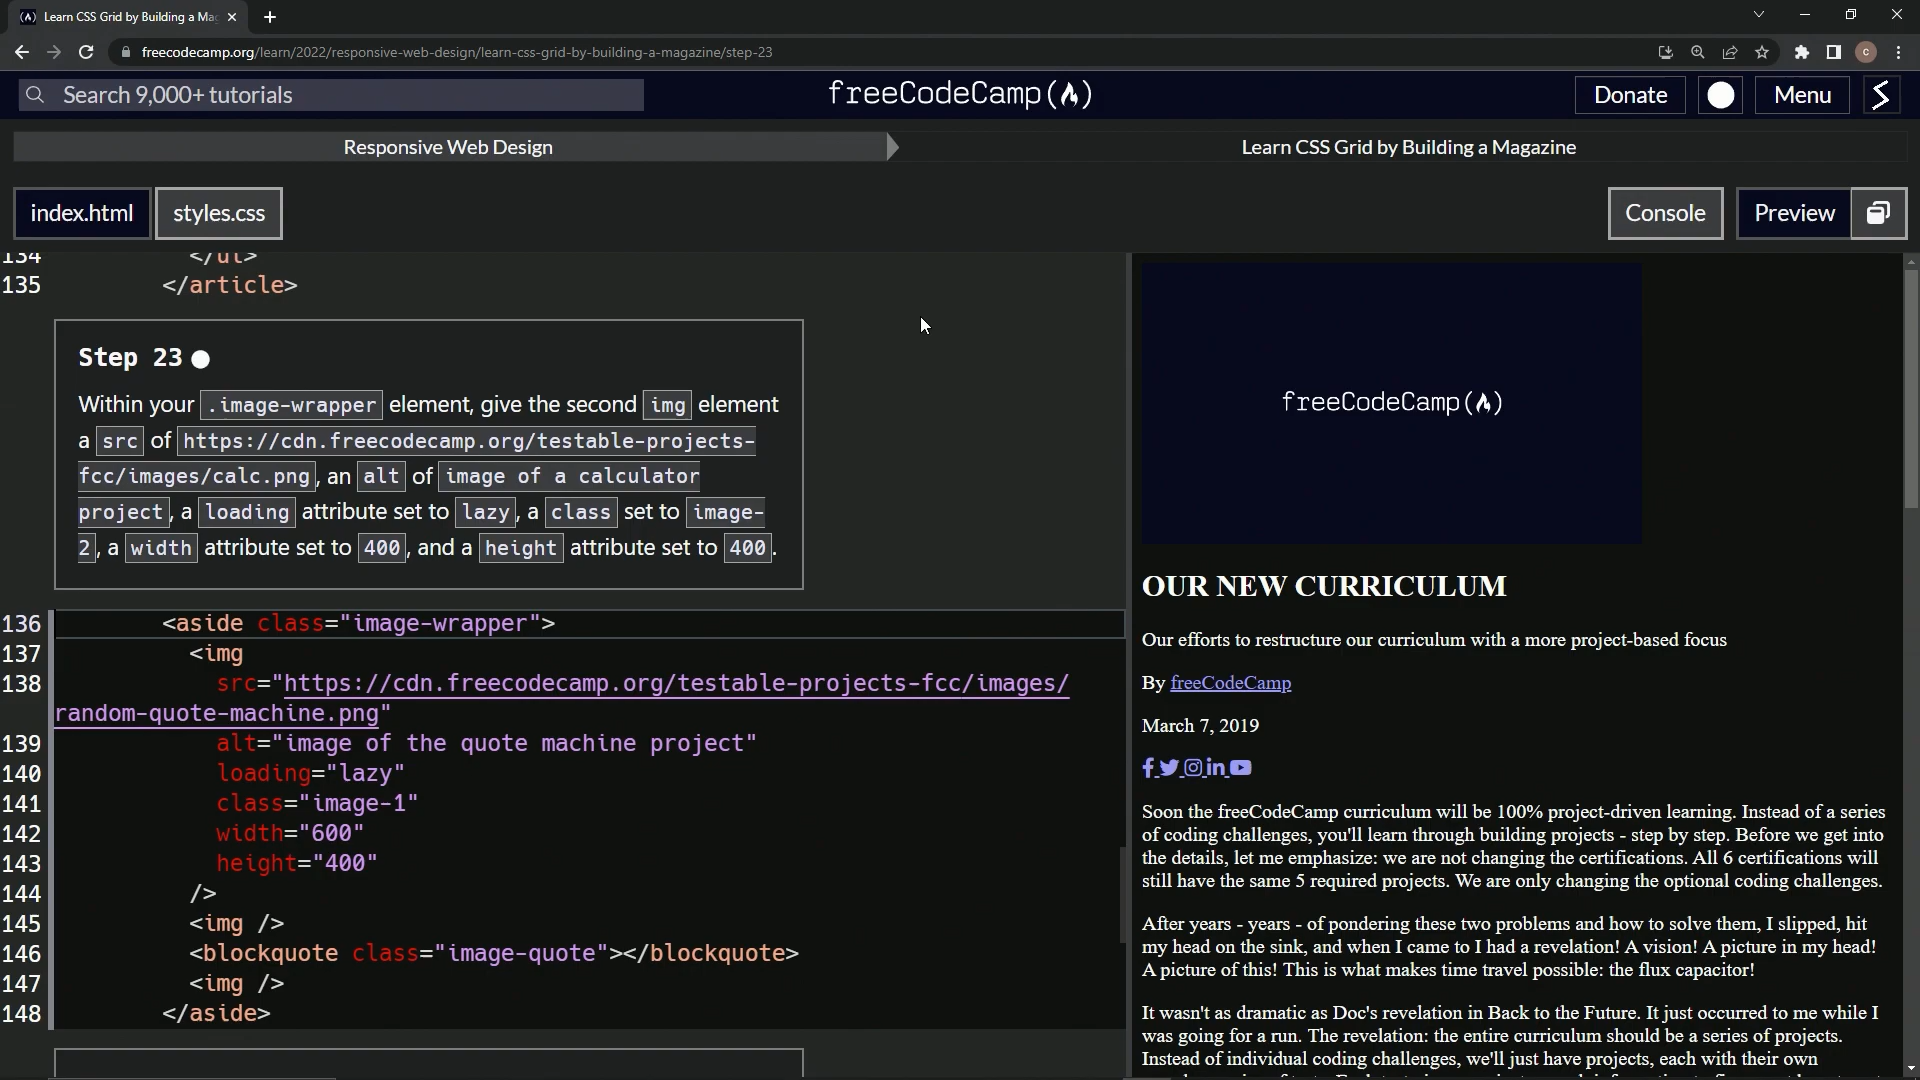 Learn CSS Grid by Building a Ma
freecodecamp.org/learn/2022/responsive-web-design/learn-css-grid-by-building-a-magazine/step-23
C
Search 9,000+ tutorials
freeCodeCamp
Donate
Menu
Responsive Web Design
Learn CSS Grid by Building a Magazine
index.html
styles.css
Console
Preview
134 </ul>
135 </article>
Step 23
Within your .image-wrapper element, give the second img element
a src of https://cdn.freecodecamp.org/testable-projects-
fcc/images/calc.png, an alt of image of a calculator
project, a loading attribute set to lazy, a class set to image-
2, a width attribute set to 400, and a height attribute set to 400.
136 <aside class="image-wrapper">
137 <img
138 src="https://cdn.freecodecamp.org/testable-projects-fcc/images/
random-quote-machine.png"
139 alt="image of the quote machine project"
140 loading="lazy"
141 class="image-1"
142 width="600"
143 height="400"
144 />
145 <img />
146 <blockquote class="image-quote"></blockquote>
147 <img />
148 </aside>
freeCodeCamp
OUR NEW CURRICULUM
Our efforts to restructure our curriculum with a more project-based focus
By freeCodeCamp
March 7, 2019
Soon the freeCodeCamp curriculum will be 100% project-driven learning. Instead of a series
of coding challenges, you'll learn through building projects - step by step. Before we get into
the details, let me emphasize: we are not changing the certifications. All 6 certifications will
still have the same 5 required projects. We are only changing the optional coding challenges.
After years - years - of pondering these two problems and how to solve them, I slipped, hit
my head on the sink, and when I came to I had a revelation! A vision! A picture in my head!
A picture of this! This is what makes time travel possible: the flux capacitor!
It wasn't as dramatic as Doc's revelation in Back to the Future. It just occurred to me while I
was going for a run. The revelation: the entire curriculum should be a series of projects.
Instead of individual coding challenges, we'll just have projects, each with their own